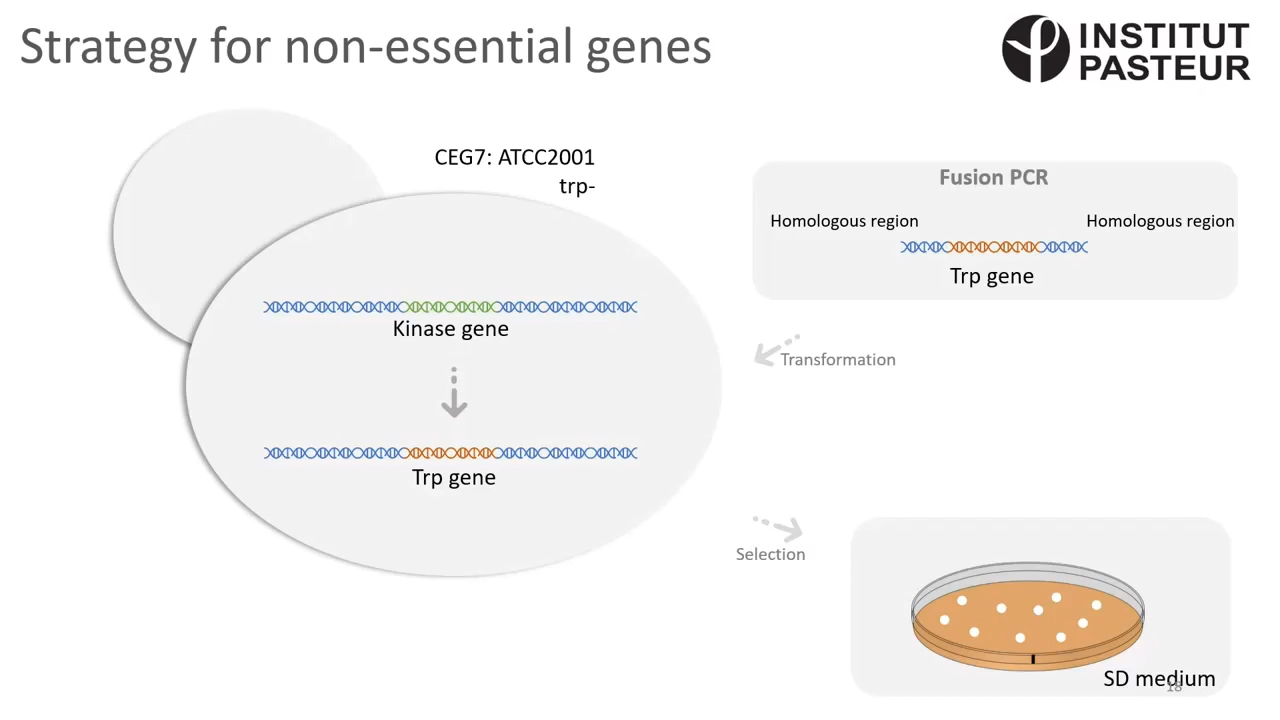 Strategy for non-essential genes
INSTITUT
PASTEUR
CEG7: ATCC2001
trp-
Fusion PCR
Homologous region
Homologous region
Trp gene
Kinase gene
Transformation
Trp gene
Selection
SD medium
18